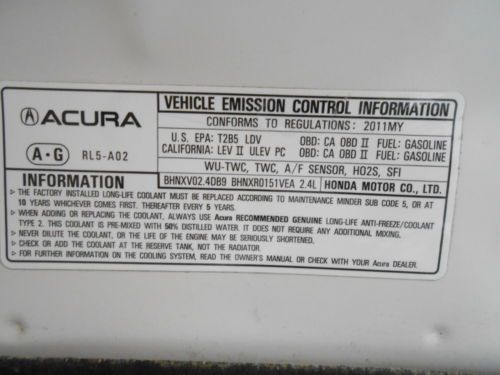 ACURA
VEHICLE EMISSION CONTROL INFORMATION
CONFORMS TO REGULATIONS: 2011MY
U.S. EPA: T2B5 LDV OBD: CA OBD II FUEL: GASOLINE
CALIFORNIA: LEV II ULEV PC OBD: CA OBD II FUEL: GASOLINE
A·G RL5-A02
WU-TWC, TWC, A/F SENSOR, HO2S, SFI
INFORMATION
BHNXV02.4DB9 BHNXR0151VEA 2.4L HONDA MOTOR CO., LTD.
▷ THE FACTORY INSTALLED LONG-LIFE COOLANT MUST BE REPLACED ACCORDING TO MAINTENANCE MINDER SUB CODE 5, OR AT
10 YEARS WHICHEVER COMES FIRST. THEREAFTER EVERY 5 YEARS.
▷ WHEN ADDING OR REPLACING THE COOLANT, ALWAYS USE Acura RECOMMENDED GENUINE LONG-LIFE ANTI-FREEZE/COOLANT
TYPE 2. THIS COOLANT IS PRE-MIXED WITH 50% DISTILLED WATER. IT DOES NOT REQUIRE ANY ADDITIONAL MIXING.
▷ NEVER DILUTE THE COOLANT, OR THE LIFE OF THE ENGINE MAY BE SERIOUSLY SHORTENED.
▷ CHECK OR ADD THE COOLANT AT THE RESERVE TANK, NOT THE RADIATOR.
▷ FOR FURTHER INFORMATION ON THE COOLING SYSTEM, READ THE OWNER'S MANUAL OR CHECK WITH YOUR Acura DEALER.